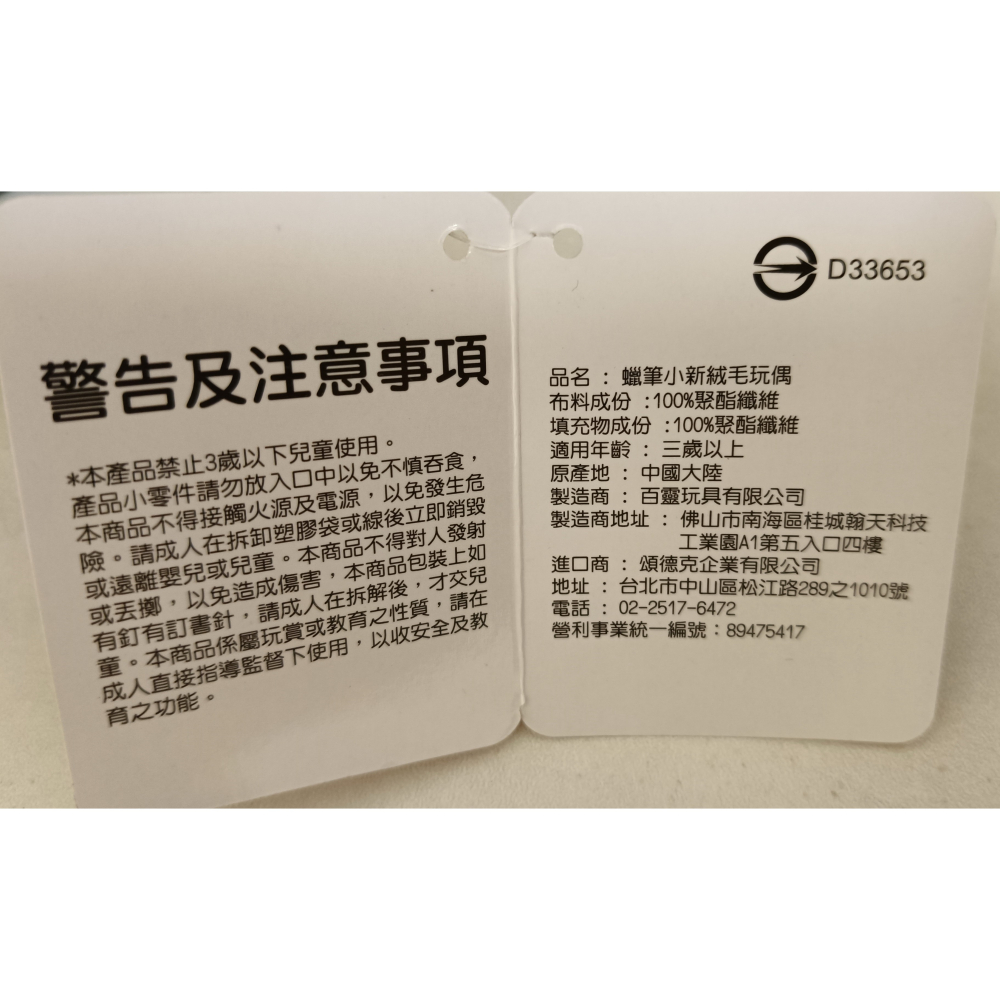 警告及注意事項
*本產品禁止3歲以下兒童使用。
產品小零件請勿放入口中以免不慎吞食，
本商品不得接觸火源及電源，以免發生危
險。請成人在拆卸塑膠袋或線後立即銷毀
或遠離嬰兒或兒童。本商品不得對人發射
或丟擲，以免造成傷害，本商品包裝上如
有釘有訂書針，請成人在拆解後，才交兒
童。本商品係屬玩賞或教育之性質，請在
成人直接指導監督下使用，以收安全及教
育之功能。
D33653
品名：蠟筆小新絨毛玩偶
布料成份：100%聚酯纖維
填充物成份：100%聚酯纖維
適用年齡：三歲以上
原產地：中國大陸
製造商：百靈玩具有限公司
製造商地址：佛山市南海區桂城翰天科技
工業園A1第五入口四樓
進口商：頌德克企業有限公司
地址：台北市中山區松江路289之1010號
電話：02-2517-6472
營利事業統一編號：89475417